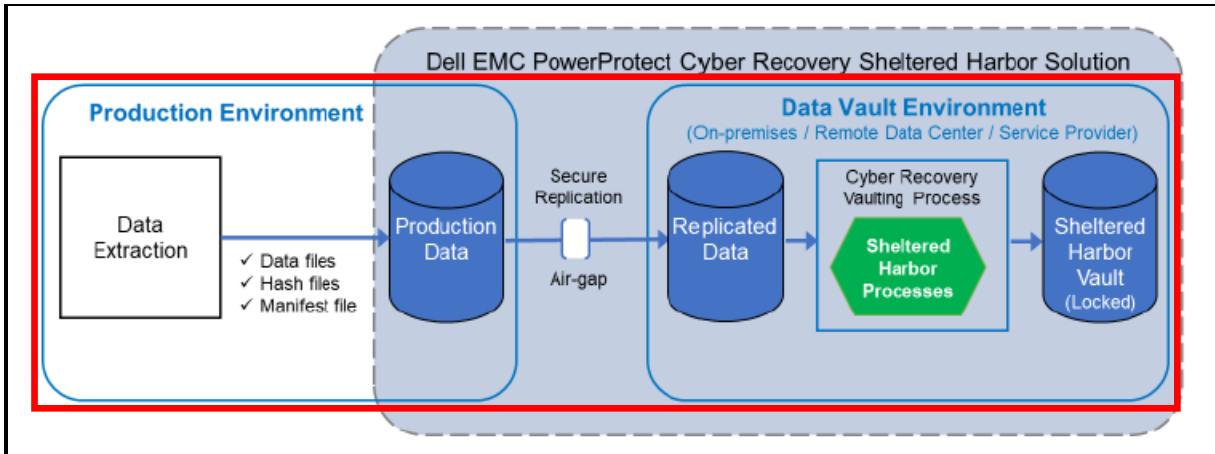 Dell EMC PowerProtect Cyber Recovery Sheltered Harbor Solution
Production Environment
Data
Extraction
✓ Data files
✓ Hash files
✓ Manifest file
Production
Data
Secure
Replication
Air-gap
Data Vault Environment
(On-premises / Remote Data Center / Service Provider)
Replicated
Data
Cyber Recovery
Vaulting Process
Sheltered
Harbor
Processes
Sheltered
Harbor
Vault
(Locked)